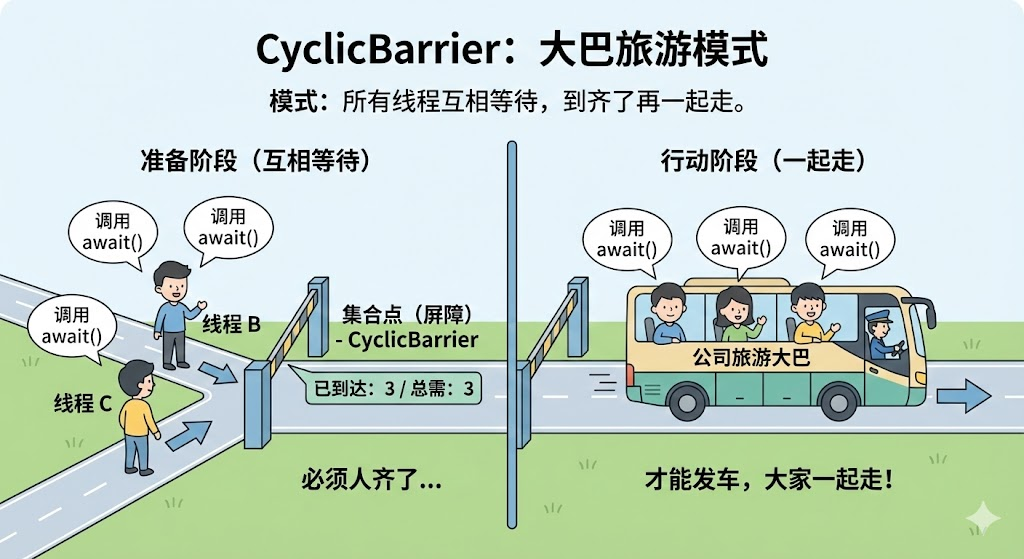 CyclicBarrier：大巴旅游模式
模式：所有线程互相等待，到齐了再一起走。
准备阶段（互相等待）
调用
await()
调用
await()
线程 B
调用
await()
线程 C
集合点（屏障）
- CyclicBarrier
已到达：3 / 总需：3
必须人齐了...
行动阶段（一起走）
调用
await()
调用
await()
调用
await()
公司旅游大巴
才能发车，大家一起走！